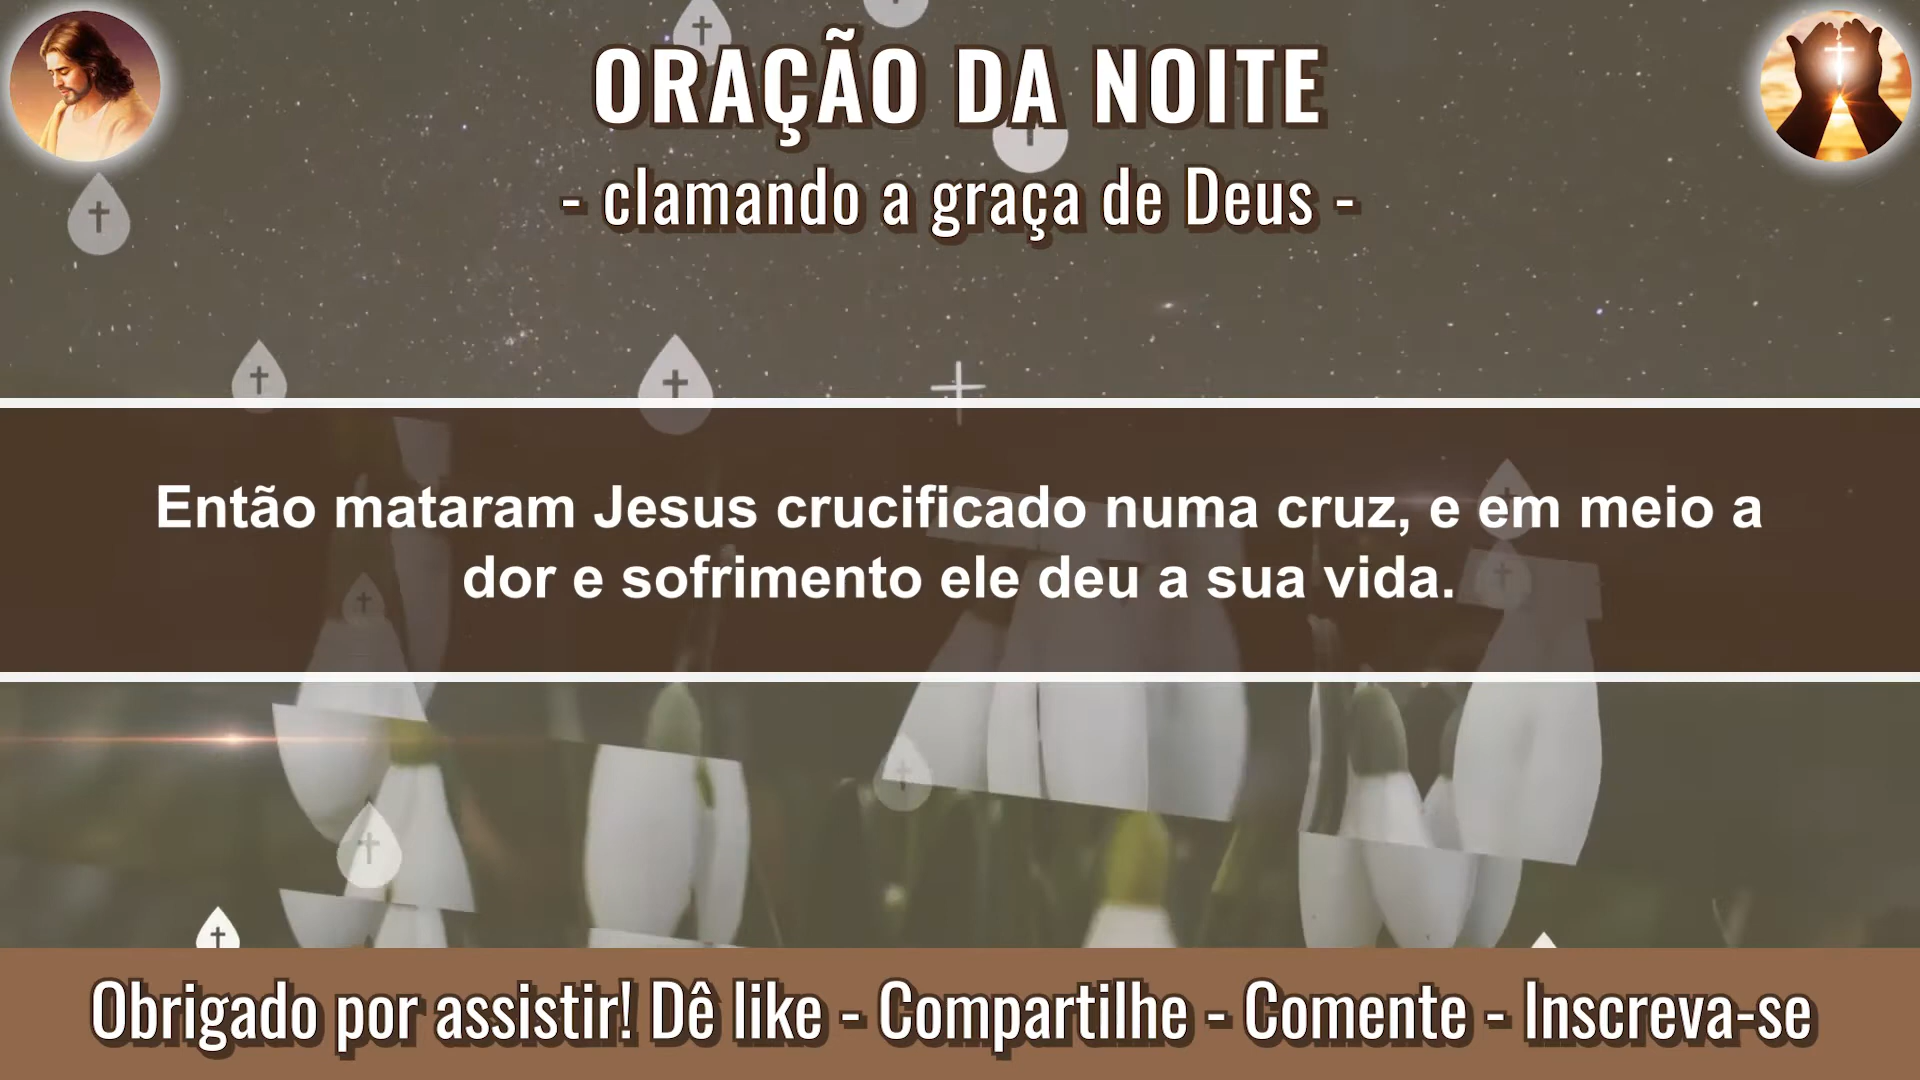 ORAÇÃO DA NOITE
- clamando a graça de Deus -
Então mataram Jesus crucificado numa cruz, e em meio a
dor e sofrimento ele deu a sua vida.
Obrigado por assistir! Dê like - Compartilhe - Comente - Inscreva-se